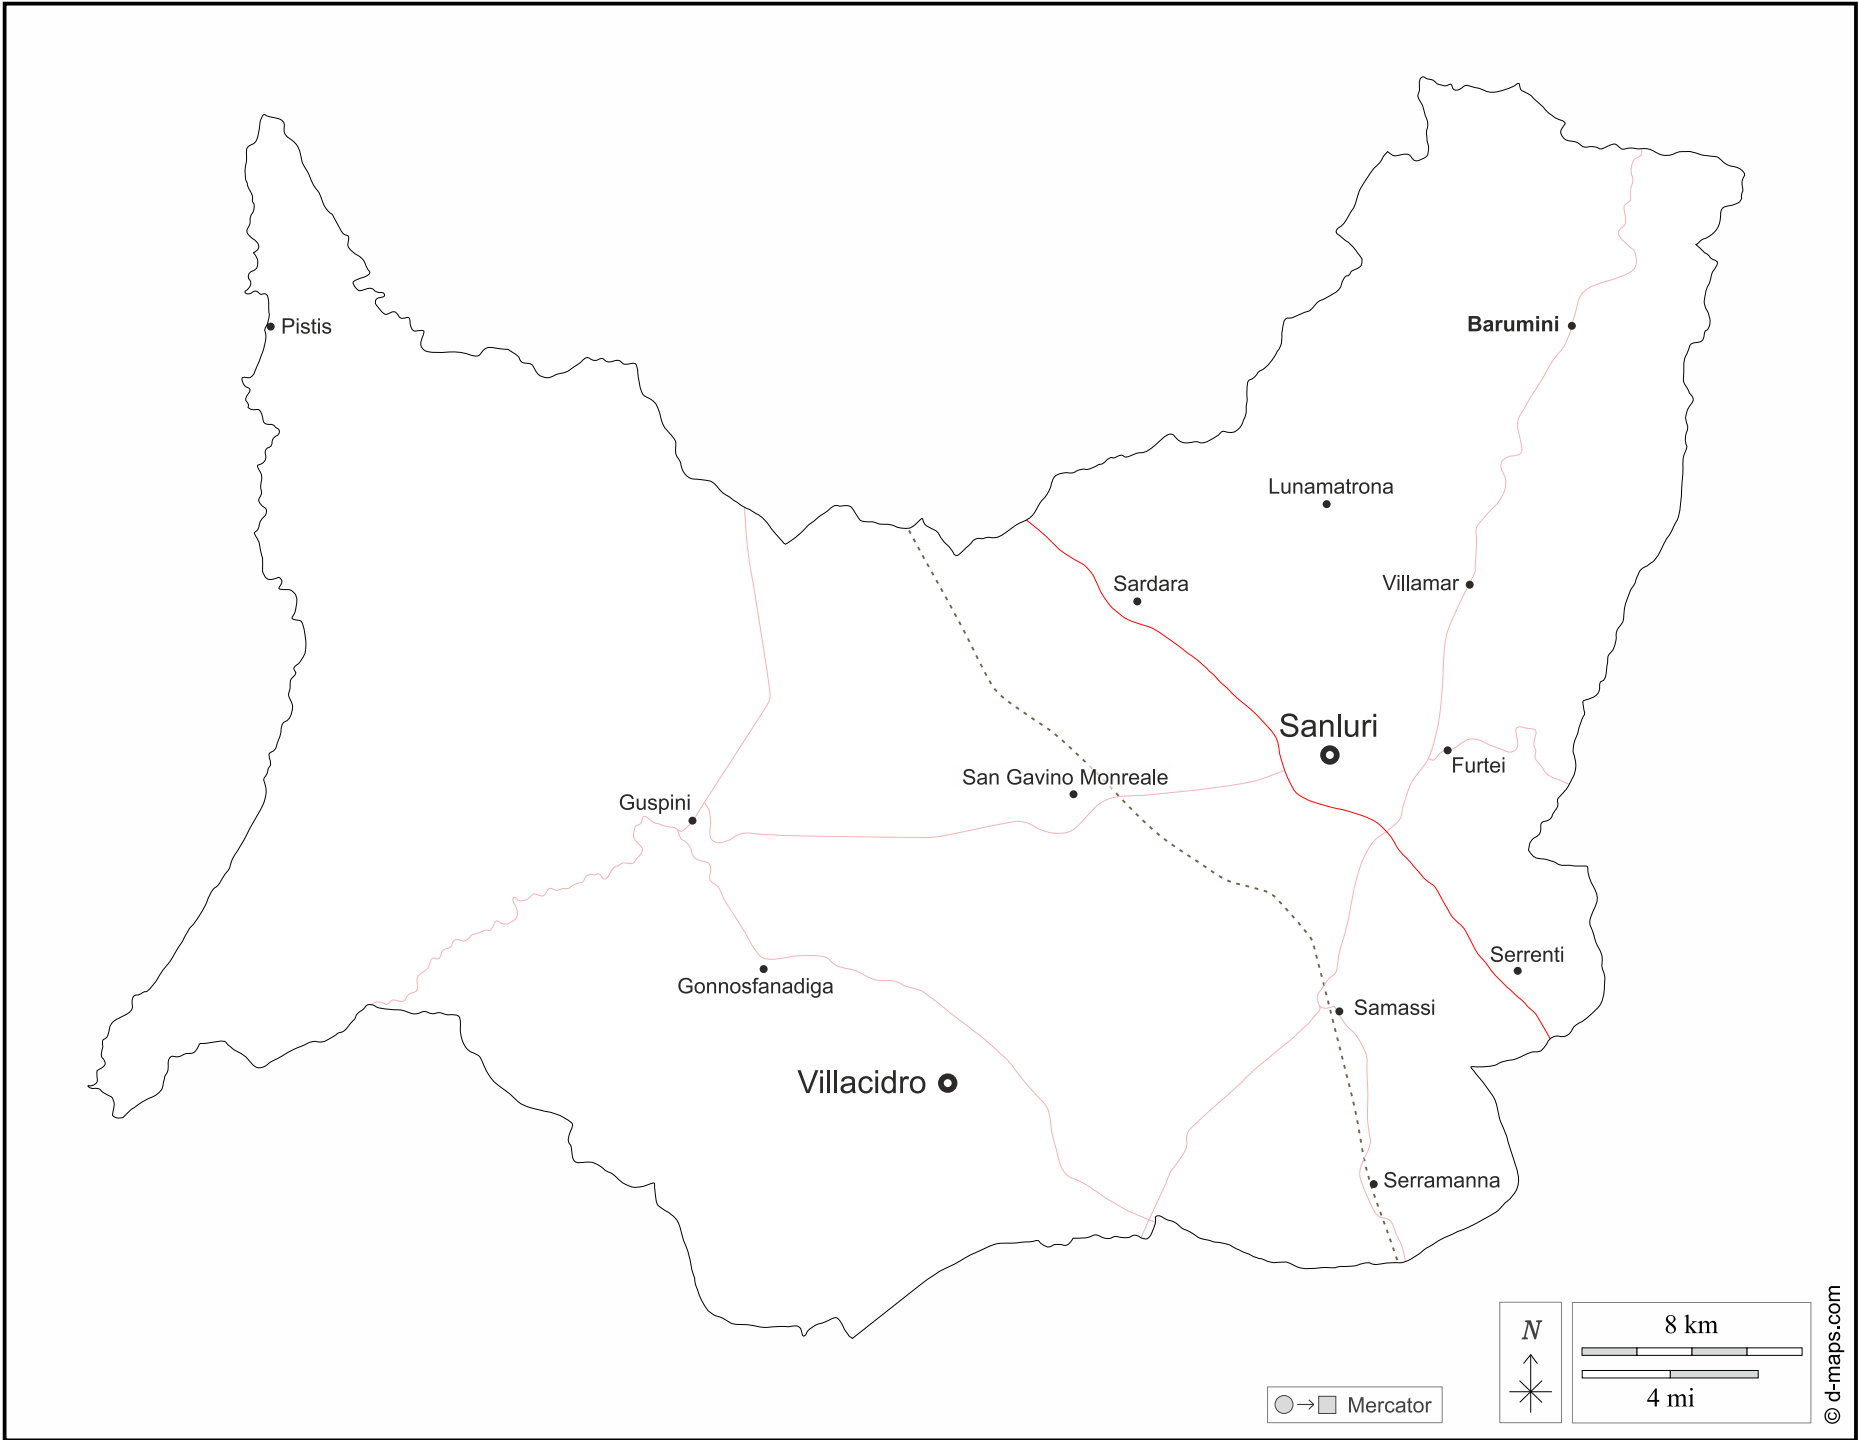 Pistis
Barumini
Lunamatrona
Sardara
Villamar
Sanluri
Furtei
San Gavino Monreale
Guspini
Serrenti
Gonnosfanadiga
Samassi
Villacidro
Serramanna
N
8 km
4 mi
Mercator
© d-maps.com